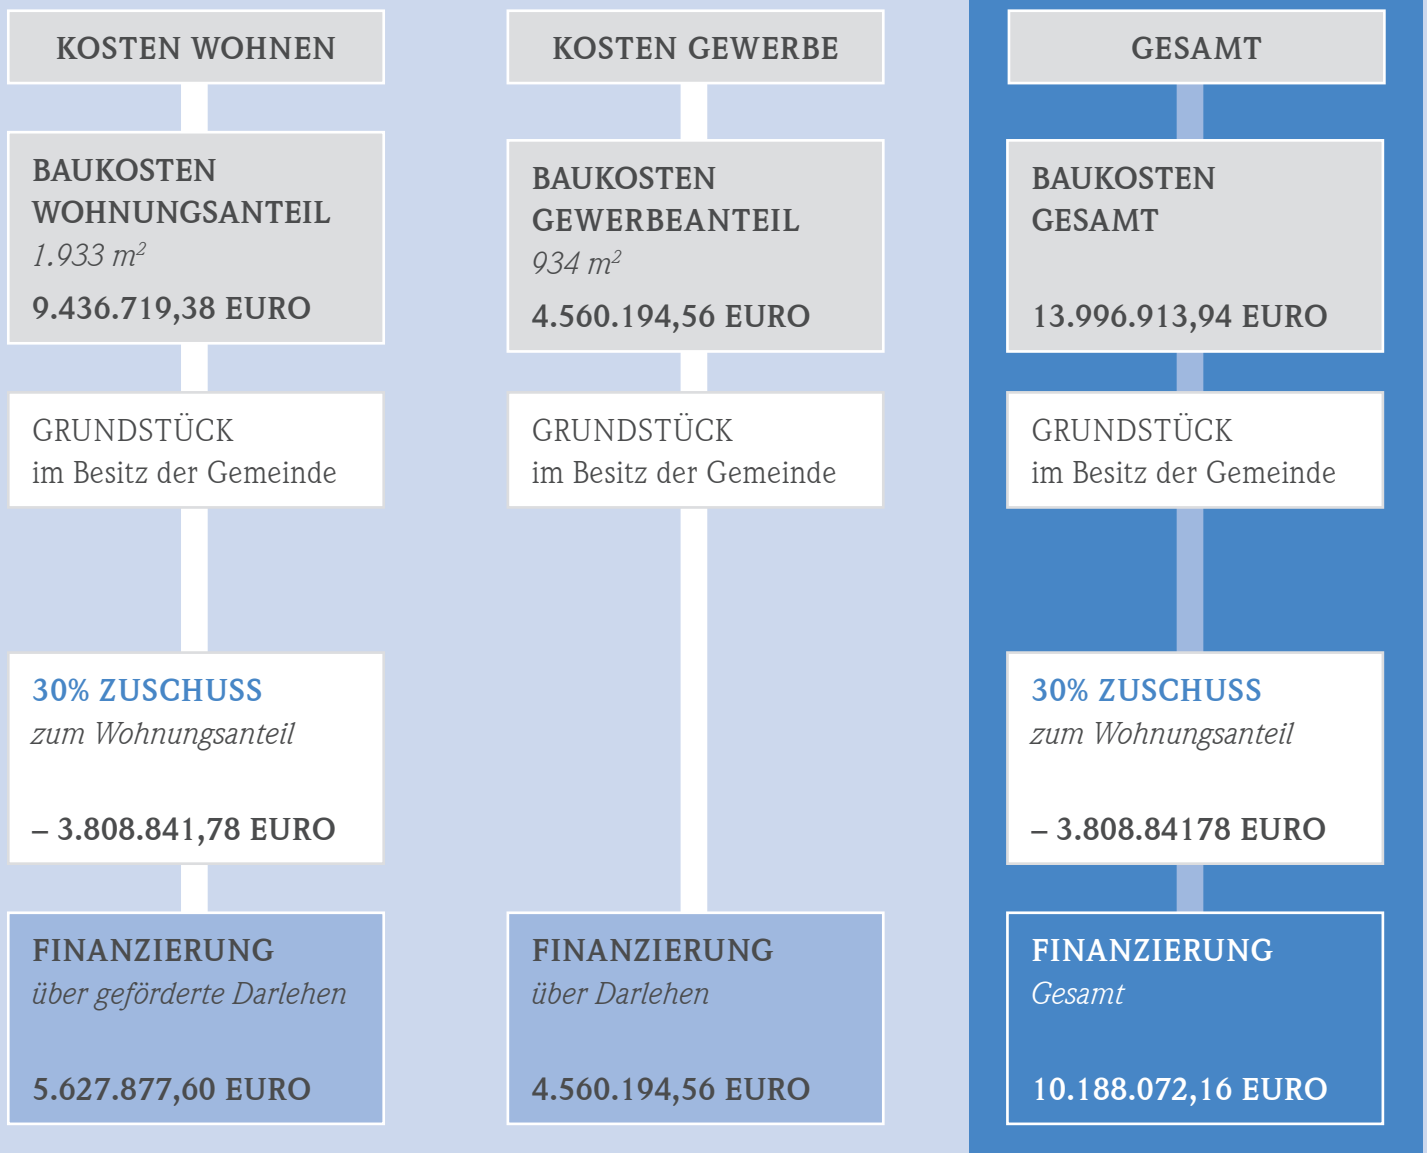 KOSTEN WOHNEN
BAUKOSTEN
WOHNUNGSANTEIL
1.933 m²
9.436.719,38 EURO
GRUNDSTÜCK
im Besitz der Gemeinde
30% ZUSCHUSS
zum Wohnungsanteil
– 3.808.841,78 EURO
FINANZIERUNG
über geförderte Darlehen
5.627.877,60 EURO
KOSTEN GEWERBE
BAUKOSTEN
GEWERBEANTEIL
934 m²
4.560.194,56 EURO
GRUNDSTÜCK
im Besitz der Gemeinde
FINANZIERUNG
über Darlehen
4.560.194,56 EURO
GESAMT
BAUKOSTEN
GESAMT
13.996.913,94 EURO
GRUNDSTÜCK
im Besitz der Gemeinde
30% ZUSCHUSS
zum Wohnungsanteil
– 3.808.84178 EURO
FINANZIERUNG
Gesamt
10.188.072,16 EURO